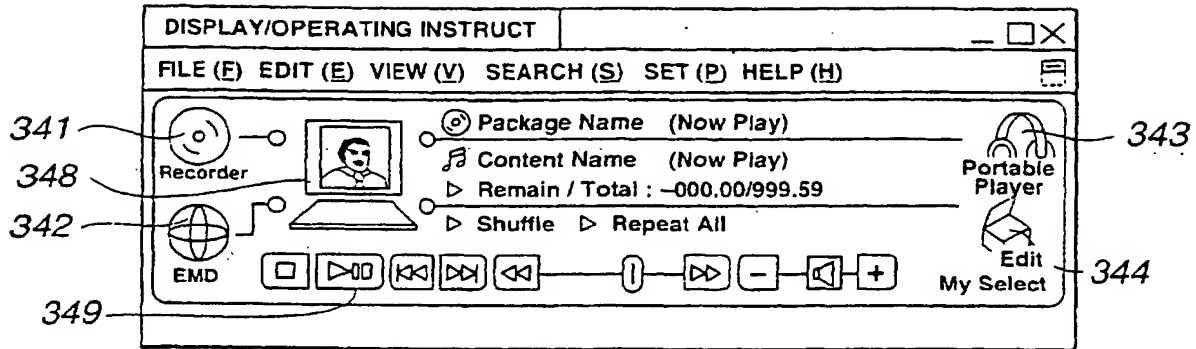 DISPLAY/OPERATING INSTRUCT
FILE (F) EDIT (E) VIEW (V) SEARCH (S) SET (P) HELP (H)
341
348
342
349
Recorder
EMD
Package Name (Now Play)
Content Name (Now Play)
Remain / Total : –000.00/999.59
Shuffle Repeat All
Portable
Player
Edit
My Select
343
344